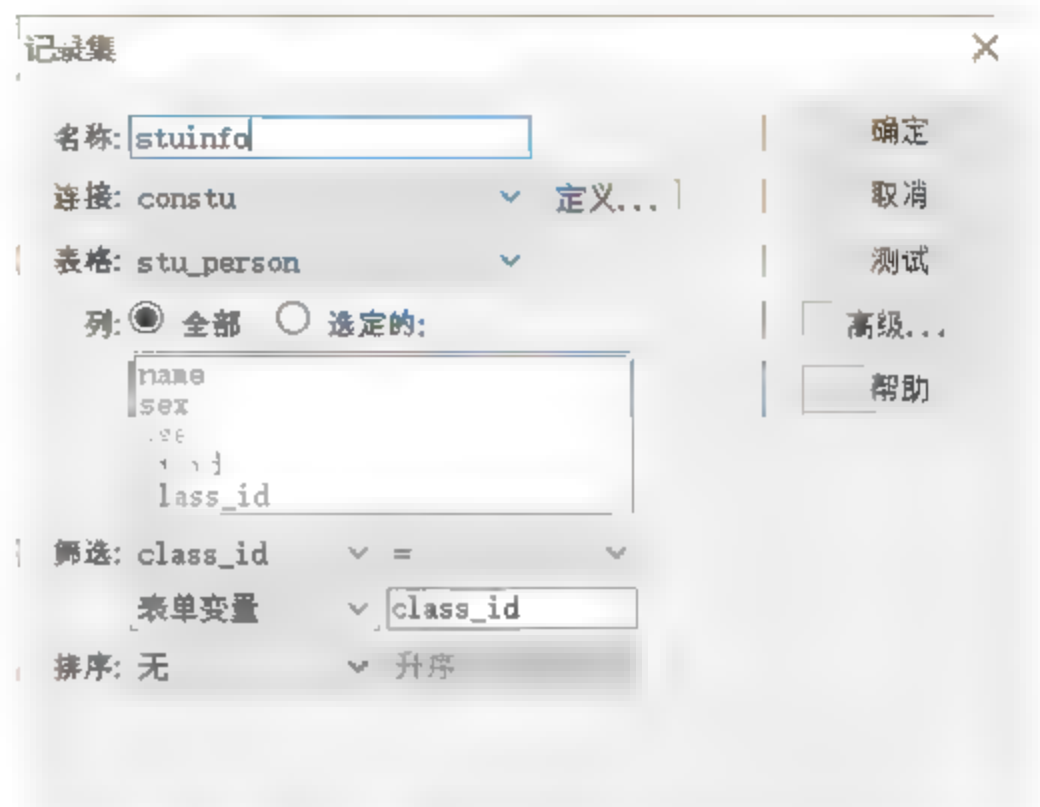 记录集
名称: stuinfo
确定
连接: constu 定义...
取消
表格: stu_person
测试
列: 全部 选定的:
高级...
name
帮助
sex
lass_id
筛选: class_id =
表单变量 class_id
排序: 无 升序